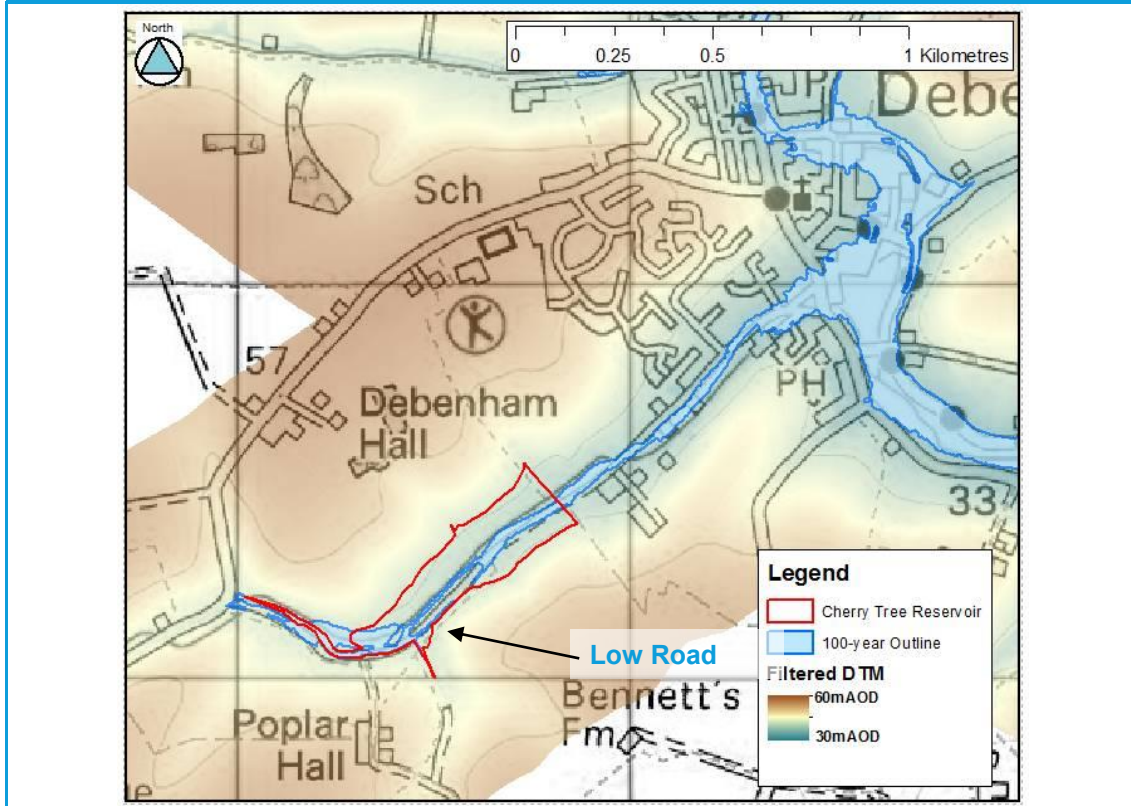 North
0 0.25 0.5 1 Kilometres
Debe
Sch
57
Debenham
Hall
PH
33
Low Road
Bennett's
Fm
Poplar
Hall
Legend
Cherry Tree Reservoir
100-year Outline
Filtered DTM
60mAOD
30mAOD